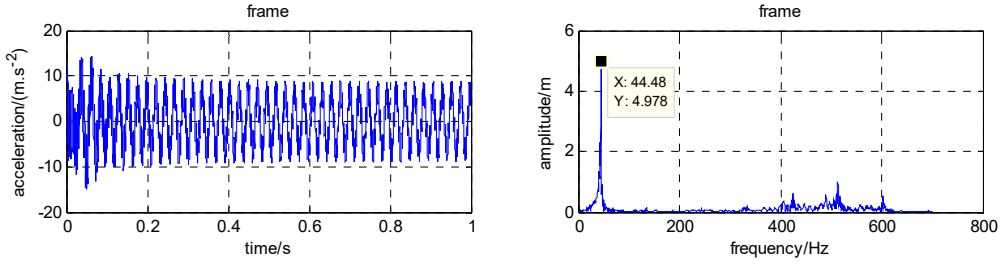 frame
20
10
0
-10
-20
acceleration/(m.s-2)
0
0.2
0.4
0.6
0.8
1
time/s
frame
6
4
2
0
amplitude/m
X: 44.48
Y: 4.978
0
200
400
600
800
frequency/Hz